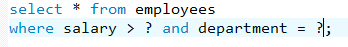 select * from employees
where salary > ? and department = ?;